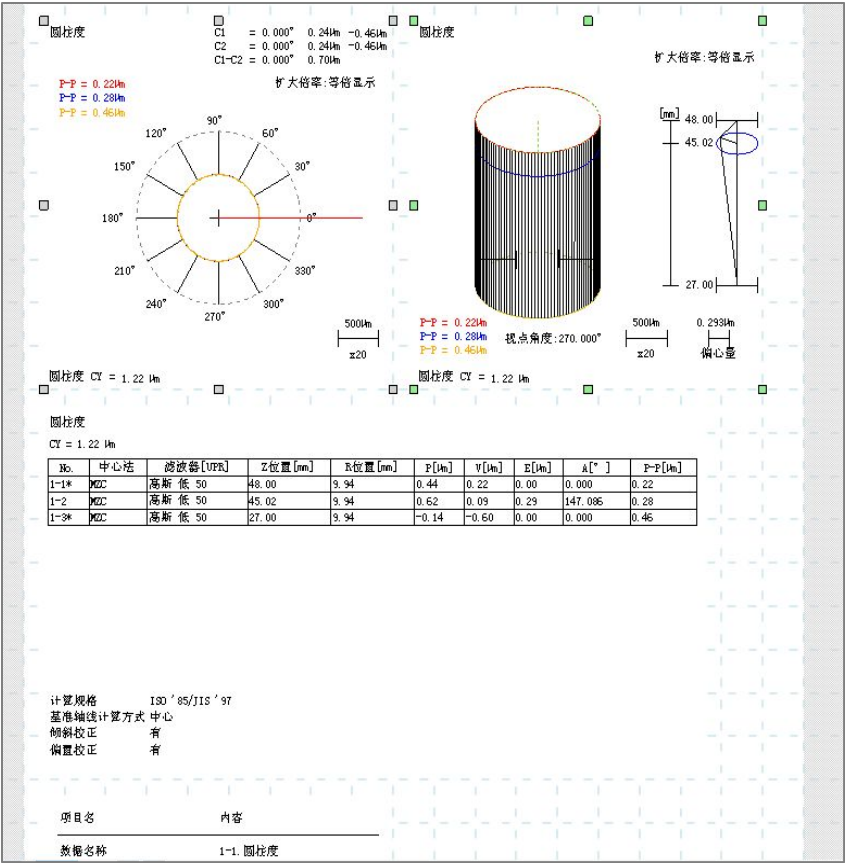 圆柱度
C1 = 0.000° 0.24μm -0.46μm
C2 = 0.000° 0.24μm -0.46μm
C1-C2 = 0.000° 0.70μm
扩大倍率:等倍显示
P-P = 0.22μm
P-P = 0.28μm
P-P = 0.46μm
90°
120°
60°
150°
30°
180°
0°
210°
330°
240°
300°
270°
500μm
x20
圆柱度 CY = 1.22 μm
圆柱度
扩大倍率:等倍显示
[mm]
48.00
45.02
27.00
P-P = 0.22μm
P-P = 0.28μm
P-P = 0.46μm
视点角度:270.000°
500μm
x20
0.293μm
偏心量
圆柱度 CY = 1.22 μm
圆柱度
CY = 1.22 μm
No. 中心法 滤波器[UPR] Z位置[mm] R位置[mm] P[μm] V[μm] E[μm] A[° ] P-P[μm]
1-1* MZC 高斯 低 50 48.00 9.94 0.44 0.22 0.00 0.000 0.22
1-2 MZC 高斯 低 50 45.02 9.94 0.62 0.09 0.29 147.086 0.28
1-3* MZC 高斯 低 50 27.00 9.94 -0.14 -0.60 0.00 0.000 0.46
计算规格 ISO '85/JIS '97
基准轴线计算方式 中心
倾斜校正 有
偏置校正 有
项目名 内容
数据名称 1-1.圆柱度